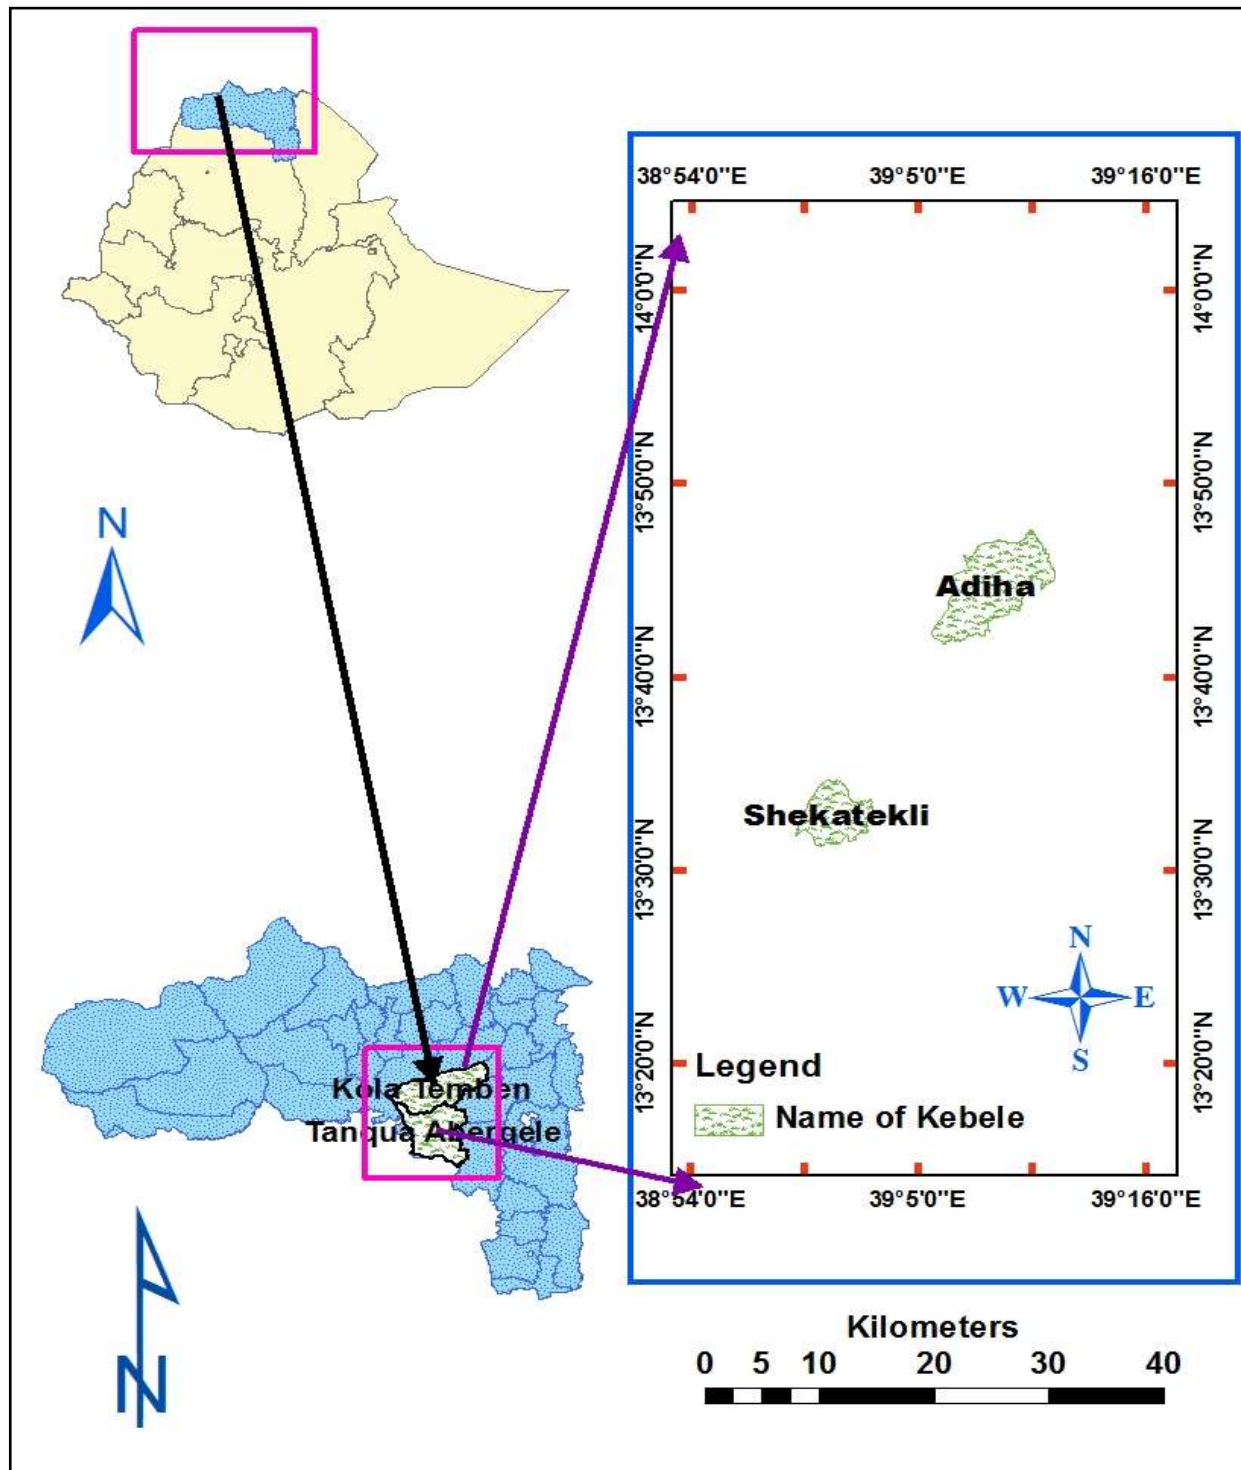 38°54'0"E 39°5'0"E 39°16'0"E
14°0'0"N 14°0'0"N
13°50'0"N 13°50'0"N
N
Adiha
13°40'0"N 13°40'0"N
Shekatekli
13°30'0"N 13°30'0"N
N
W E
S
13°20'0"N 13°20'0"N
Legend
Name of Kebele
Kola Temben
Tanqua Abergele
38°54'0"E 39°5'0"E 39°16'0"E
N
Kilometers
0 5 10 20 30 40